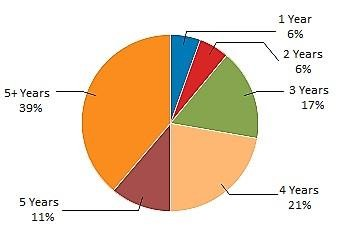 1 Year
6%
2 Years
6%
3 Years
17%
4 Years
21%
5 Years
11%
5+ Years
39%